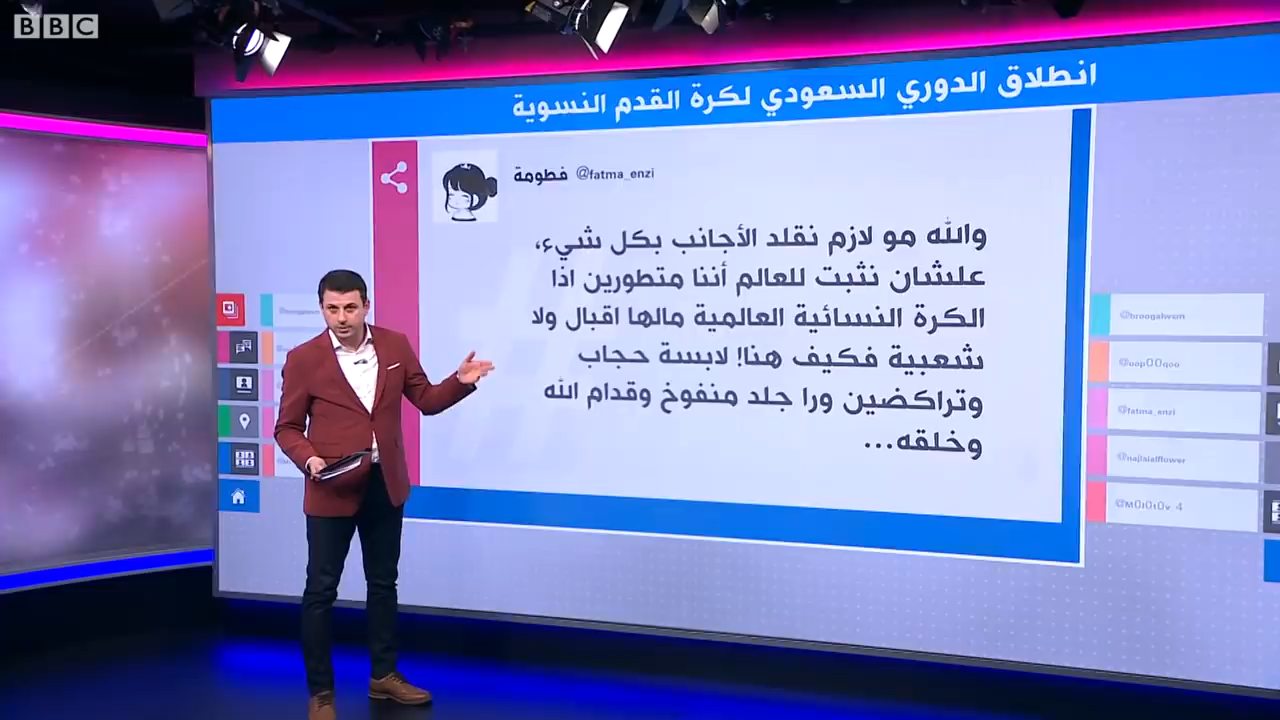 BBC
انطلاق الدوري السعودي لكرة القدم النسوية
فطومة @fatma_enzi
والله مو لازم نقلد الأجانب بكل شيء،
علشان نثبت للعالم أننا متطورين اذا
الكرة النسائية العالمية مالها اقبال ولا
شعبية فكيف هنا! لابسة حجاب
وتراكضين ورا جلد منفوخ وقدام الله
وخلقه...
@fatma_enzi
@najlalalflower